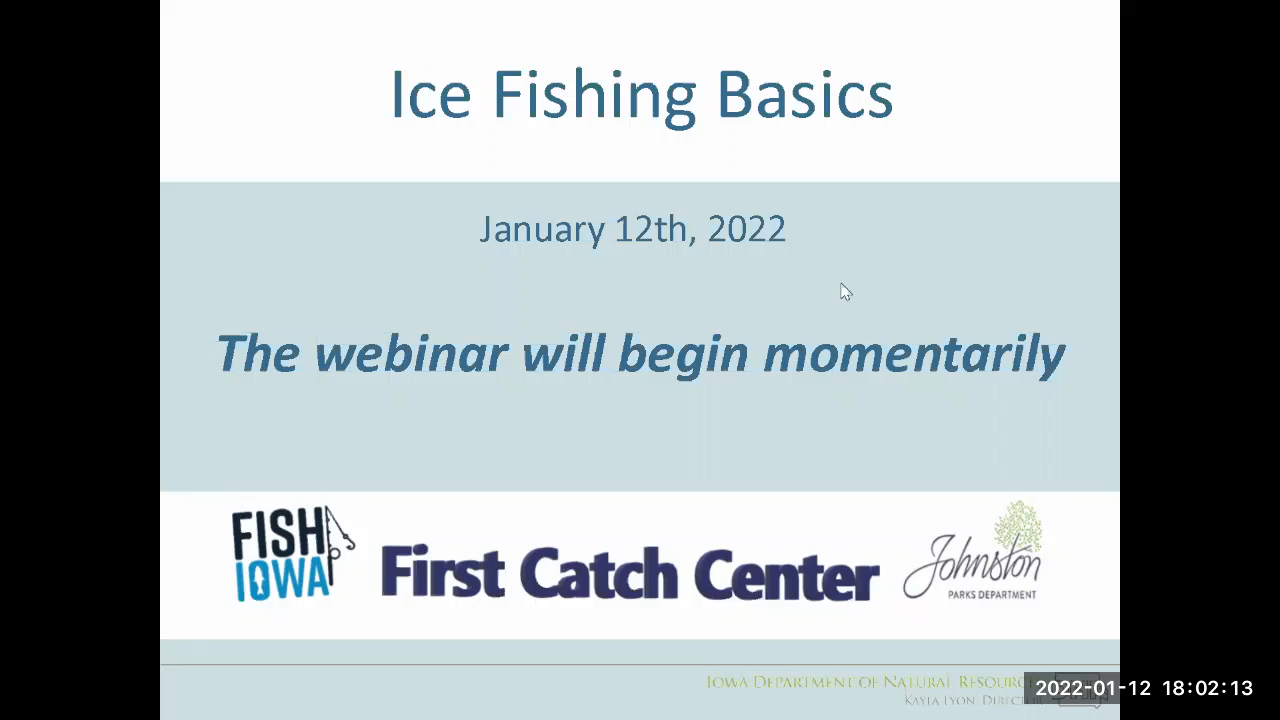 Ice Fishing Basics
January 12th, 2022
The webinar will begin momentarily
FISH
IOWA
First Catch Center
Johnston
PARKS DEPARTMENT
IOWA DEPARTMENT OF NATURAL
KAYLA LYON, DIRECTOR
2022-01-12 18:02:13